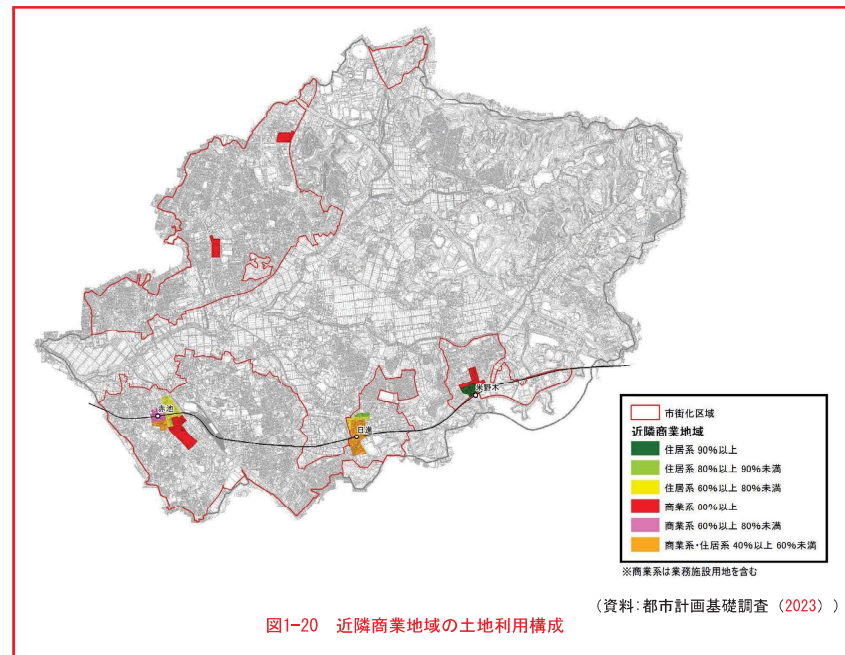 赤池
日進
米野木
市街化区域
近隣商業地域
住居系 90%以上
住居系 80%以上 90%未満
住居系 60%以上 80%未満
商業系 80%以上
商業系 60%以上 80%未満
商業系・住居系 40%以上 60%未満
※商業系は業務施設用地を含む
(資料:都市計画基礎調査(2023))
図1-20 近隣商業地域の土地利用構成